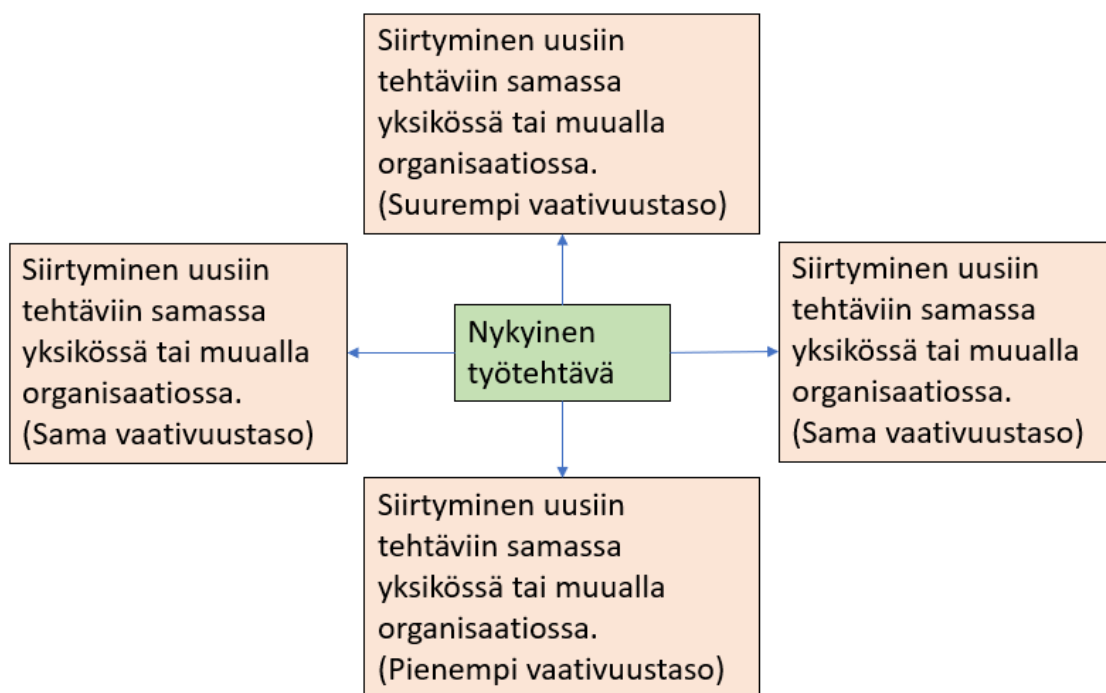 Siirtyminen uusiin
tehtäviin samassa
yksikössä tai muualla
organisaatiossa.
(Suurempi vaativuustaso)
Siirtyminen uusiin
tehtäviin samassa
yksikössä tai muualla
organisaatiossa.
(Sama vaativuustaso)
Nykyinen
työtehtävä
Siirtyminen uusiin
tehtäviin samassa
yksikössä tai muualla
organisaatiossa.
(Sama vaativuustaso)
Siirtyminen uusiin
tehtäviin samassa
yksikössä tai muualla
organisaatiossa.
(Pienempi vaativuustaso)